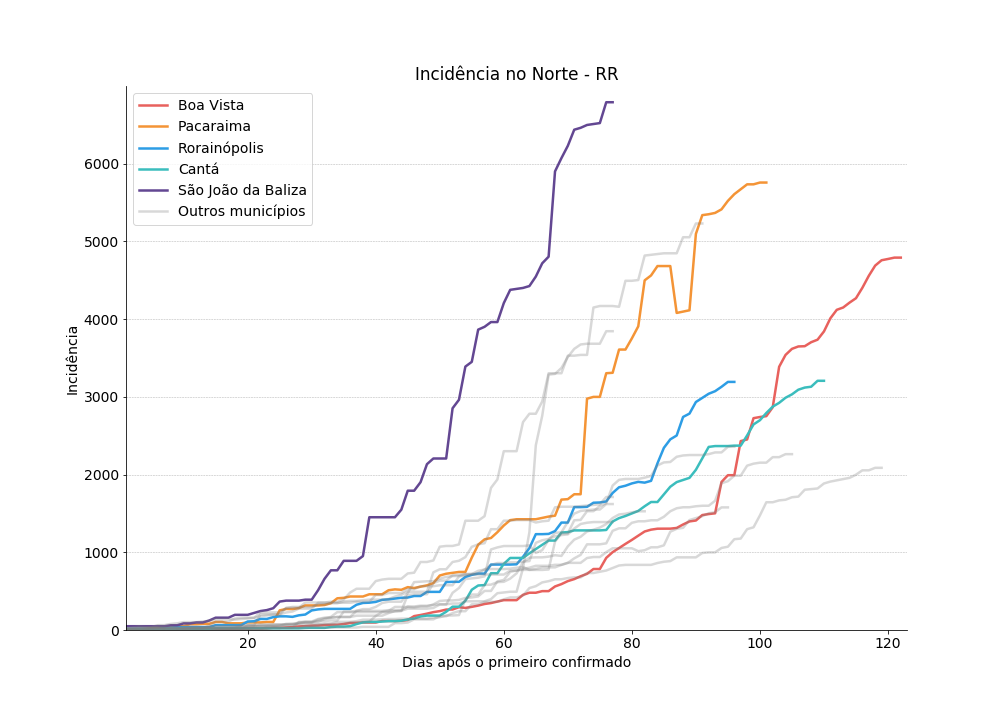 Incidência no Norte - RR
Boa Vista
Pacaraima
Rorainópolis
Cantá
São João da Baliza
Outros municípios
6000
5000
4000
3000
2000
1000
0
Incidência
20 40 60 80 100 120
Dias após o primeiro confirmado